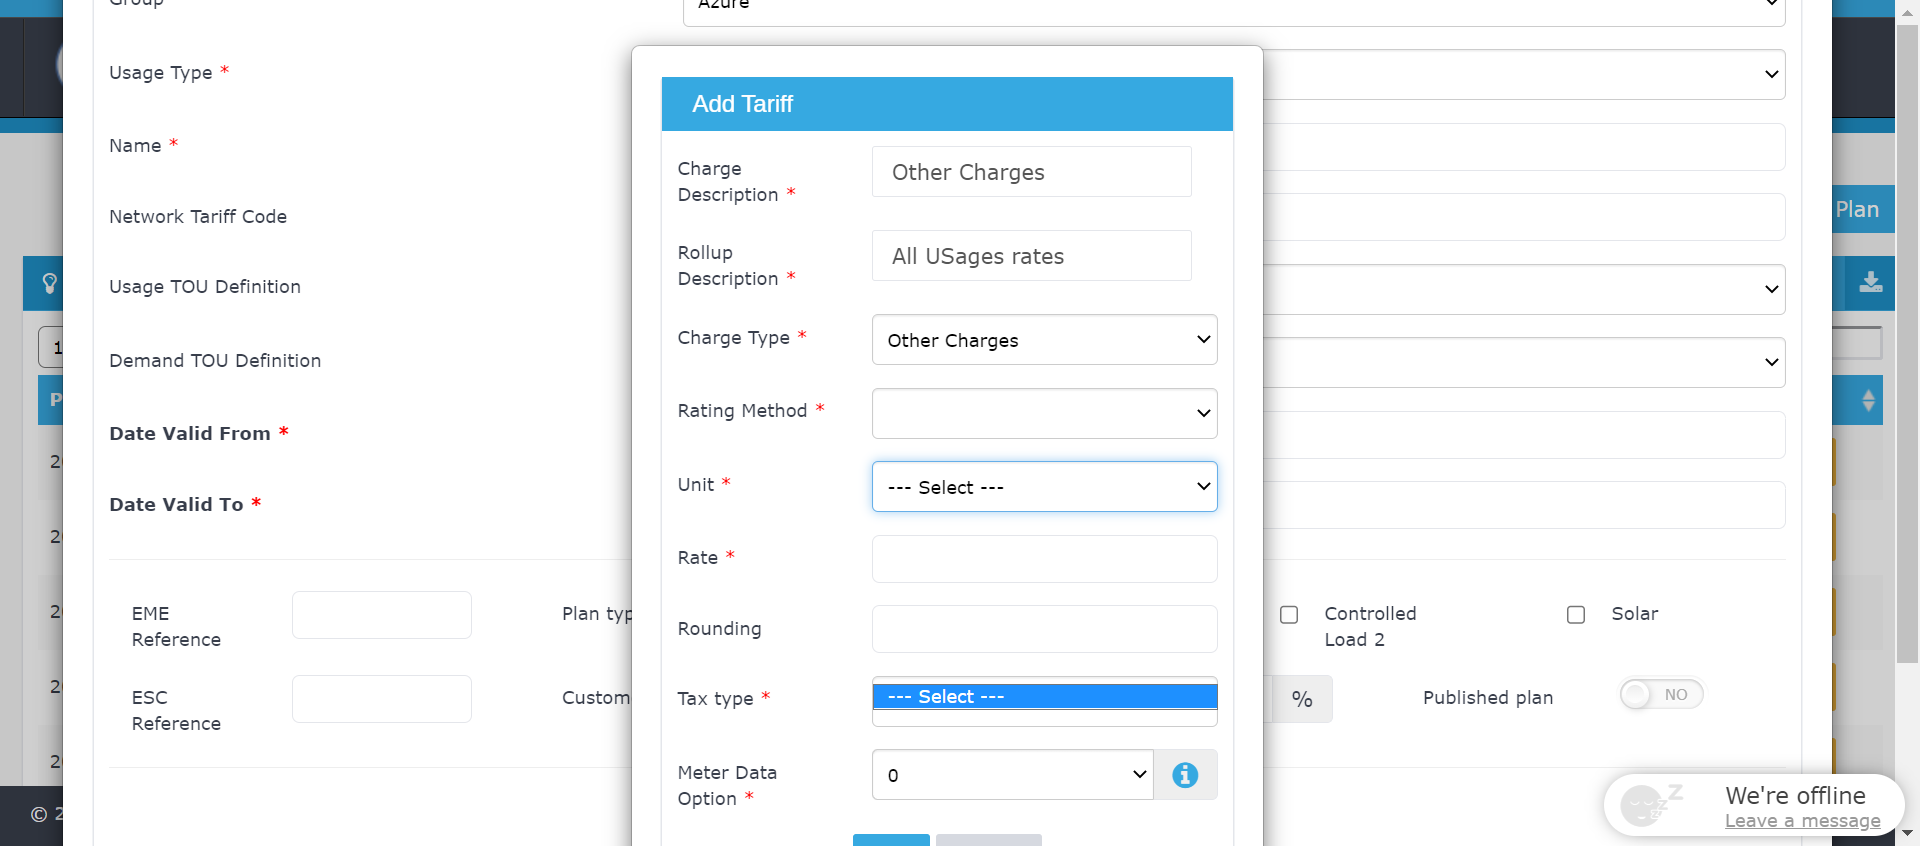 Group
Azure
Usage Type *
Name *
Network Tariff Code
Usage TOU Definition
Demand TOU Definition
Date Valid From *
Date Valid To *
EME
Reference
ESC
Reference
Plan
Controlled
Load 2
Solar
%
Published plan
NO
Add Tariff
Charge
Description *
Other Charges
Rollup
Description *
All USages rates
Charge Type *
Other Charges
Rating Method *
Unit *
--- Select ---
Rate *
Rounding
Tax type *
--- Select ---
Meter Data
Option *
0
Plan
We're offline
Leave a message
©